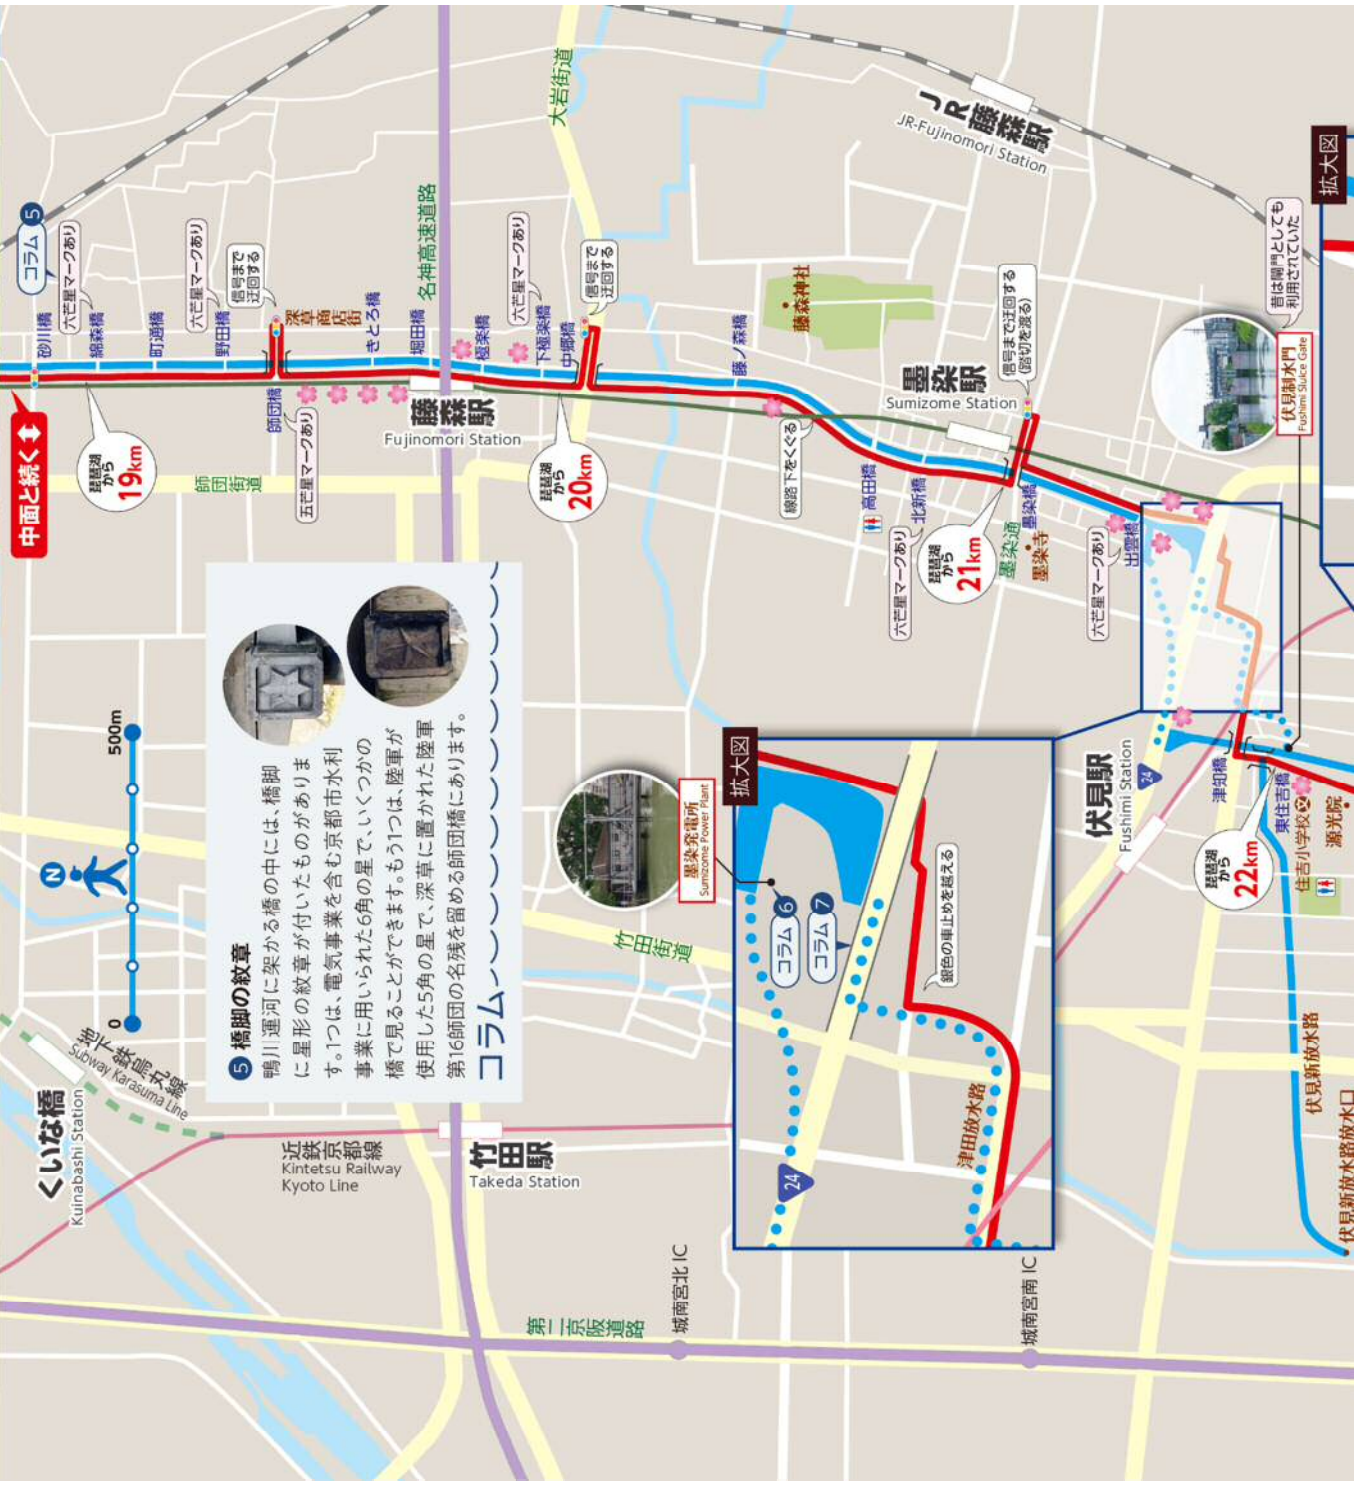 中面と続く
コラム 5
六芒星マークあり
砂川橋
綿森橋
町通橋
六芒星マークあり
野田橋
信号まで
迂回する
深草商店街
師団橋
五芒星マークあり
きとろ橋
堀田橋
名神高速道路
極楽橋
六芒星マークあり
下極楽橋
中郷橋
信号まで
迂回する
大岩街道
師団街道
琵琶湖
から
19km
藤森駅
Fujinomori Station
琵琶湖
から
20km
藤ノ森橋
藤森神社
JR藤森駅
JR-Fujinomori Station
線路下をくぐる
墨染駅
Sumizome Station
信号まで迂回する
(踏切を渡る)
高田橋
北新橋
六芒星マークあり
琵琶湖
から
21km
墨染橋
墨染通
墨染寺
出雲橋
六芒星マークあり
昔は閘門としても
利用されていた
伏見制水門
Fushimi Sluice Gate
拡大図
500m
0
N
5 橋脚の紋章
鴨川運河に架かる橋の中には、橋脚
に星形の紋章が付いたものがありま
す。1つは、電気事業を含む京都市水利
事業に用いられた6角の星で、いくつかの
橋で見ることができます。もう1つは、陸軍が
使用した5角の星で、深草に置かれた陸軍
第16師団の名残を留める師団橋にあります。
コラム
くいな橋
Kuinabashi Station
地下鉄烏丸線
Subway Karasuma Line
近鉄京都線
Kintetsu Railway
Kyoto Line
竹田駅
Takeda Station
竹田街道
第二京阪道路
城南宮北 IC
城南宮南 IC
墨染発電所
Sumizome Power Plant
拡大図
コラム 6
コラム 7
銀色の車止めを越える
津田放水路
24
伏見駅
Fushimi Station
24
津知橋
東住吉橋
琵琶湖
から
22km
住吉小学校
源光院
伏見新放水路
伏見新放水路放水口